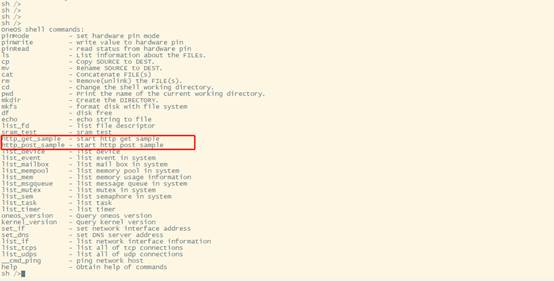 sh />
sh />
sh />
sh />
OneOS shell commands:
pinMode - set hardware pin mode
pinWrite - write value to hardware pin
pinRead - read status from hardware pin
ls - List information about the FILEs.
cp - Copy SOURCE to DEST.
mv - Rename SOURCE to DEST.
cat - Concatenate FILE(s)
rm - Remove(unlink) the FILE(s).
cd - Change the shell working directory.
pwd - Print the name of the current working directory.
mkdir - Create the DIRECTORY.
mkfs - format disk with file system
df - disk free
echo - echo string to file
list_fd - list file descriptor
sram_test - sram test
http_get_sample - start http get sample
http_post_sample - start http post sample
list_device - list device
list_event - list event in system
list_mailbox - list mail box in system
list_mempool - list memory pool in system
list_mem - list memory usage information
list_msgqueue - list message queue in system
list_mutex - list mutex in system
list_sem - list semaphore in system
list_task - list task
list_timer - list timer
oneos_version - Query oneos version
kernel_version - Query kernel version
set_if - set network interface address
set_dns - set DNS server address
list_if - list network interface information
list_tcps - list all of tcp connections
list_udps - list all of udp connections
__cmd_ping - ping network host
help - Obtain help of commands
sh />